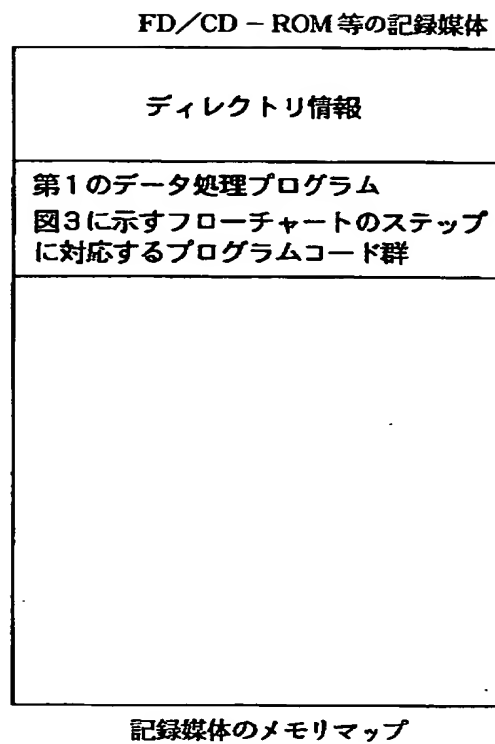 FD/CD－ROM等の記録媒体
ディレクトリ情報
第1のデータ処理プログラム
図3に示すフローチャートのステップ
に対応するプログラムコード群
記録媒体のメモリマップ